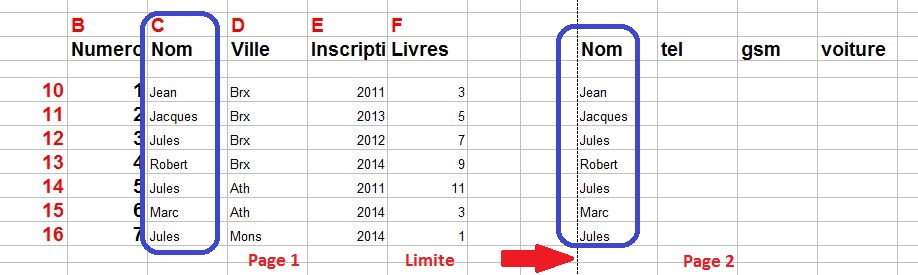 B C D E F
Numero Nom Ville Inscripti Livres Nom tel gsm voiture
10 1 Jean Brx 2011 3 Jean
11 2 Jacques Brx 2013 5 Jacques
12 3 Jules Brx 2012 7 Jules
13 4 Robert Brx 2014 9 Robert
14 5 Jules Ath 2011 11 Jules
15 6 Marc Ath 2014 3 Marc
16 7 Jules Mons 2014 1 Jules
Page 1 Limite Page 2